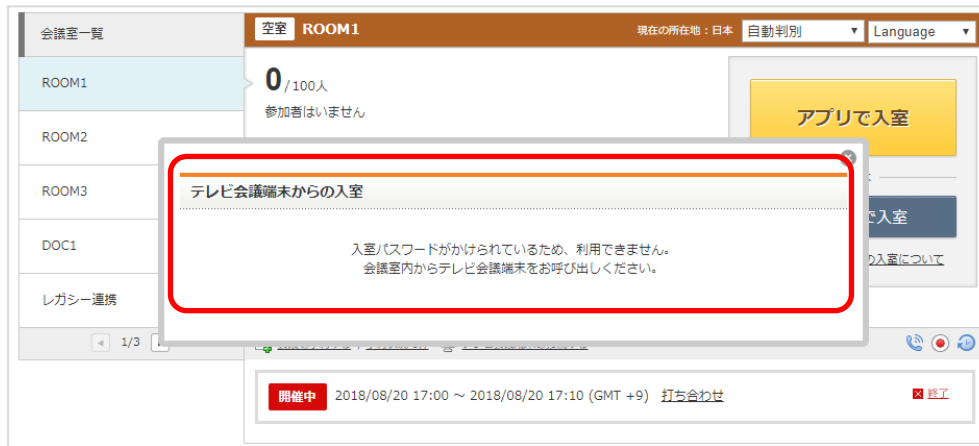 会議室一覧
空室 ROOM1 現在の所在地：日本 自動判別 Language
ROOM1
0/100人
参加者はいません
アプリで入室
ROOM2
ROOM3
テレビ会議端末からの入室
で入室
入室パスワードがかけられているため、利用できません。
会議室内からテレビ会議端末をお呼び出しください。
DOC1
の入室について
レガシー連携
1/3
開催中 2018/08/20 17:00 ～ 2018/08/20 17:10 (GMT +9) 打ち合わせ 終了